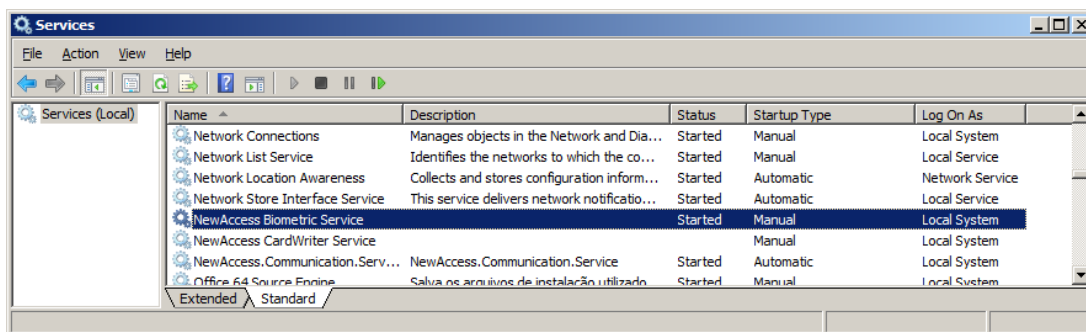 Services
File Action View Help
Services (Local)
Name Description Status Startup Type Log On As
Network Connections Manages objects in the Network and Dia... Started Manual Local System
Network List Service Identifies the networks to which the co... Started Manual Local Service
Network Location Awareness Collects and stores configuration inform... Started Automatic Network Service
Network Store Interface Service This service delivers network notificatio... Started Automatic Local Service
NewAccess Biometric Service Started Manual Local System
NewAccess CardWriter Service Manual Local System
NewAccess.Communication.Serv... NewAccess.Communication.Service Started Automatic Local System
Office 64 Source Engine Salva os arquivos de instalação utilizado... Started Manual Local System
Extended Standard